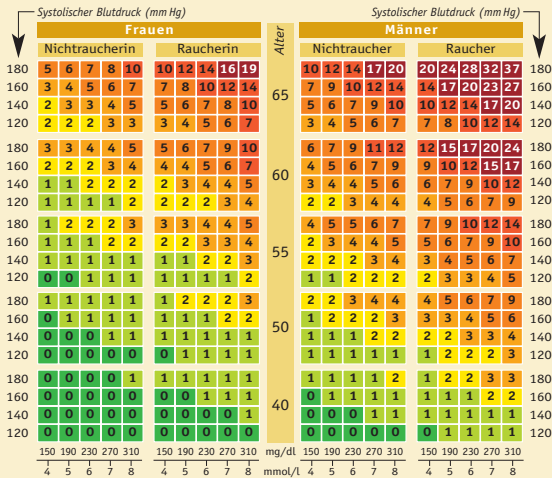 Systolischer Blutdruck (mm Hg) Systolischer Blutdruck (mm Hg)
Frauen Alter Männer
Nichtraucherin Raucherin Nichtraucher Raucher
180 5 6 7 8 10 10 12 14 16 19 10 12 14 17 20 20 24 28 32 37 180
160 3 4 5 6 7 7 8 10 12 14 7 9 10 12 14 14 17 20 23 27 160
65
140 2 3 3 4 5 5 6 7 8 10 5 6 7 9 10 10 12 14 17 20 140
120 2 2 2 3 3 3 4 5 6 7 3 4 5 6 7 7 8 10 12 14 120
180 3 3 4 4 5 5 6 7 9 10 6 7 9 11 12 12 15 17 20 24 180
160 2 2 2 3 4 4 4 5 6 7 4 5 6 7 9 9 10 12 15 17 160
60
140 1 1 2 2 2 2 3 4 4 5 3 4 4 5 6 6 7 9 10 12 140
120 1 1 1 1 2 2 2 2 3 4 2 3 3 4 4 4 5 6 7 9 120
180 1 2 2 2 3 3 3 4 4 5 4 5 5 6 7 7 9 10 12 14 180
160 1 1 1 2 2 2 2 3 3 4 2 3 4 4 5 5 6 7 9 10 160
55
140 1 1 1 1 1 1 1 2 2 3 2 2 2 3 4 3 4 5 6 7 140
120 0 0 1 1 1 1 1 1 1 2 1 1 2 2 2 2 3 3 4 5 120
180 1 1 1 1 1 1 2 2 2 3 2 2 3 4 4 4 5 6 7 9 180
160 0 1 1 1 1 1 1 1 2 2 1 2 2 2 3 3 3 4 5 6 160
50
140 0 0 0 1 1 1 1 1 1 1 1 1 1 2 2 2 2 3 3 4 140
120 0 0 0 0 0 0 1 1 1 1 1 1 1 1 1 1 2 2 2 3 120
180 0 0 0 0 1 1 1 1 1 1 1 1 1 1 2 1 2 2 3 3 180
160 0 0 0 0 0 0 0 1 1 1 0 1 1 1 1 1 1 1 2 2 160
40
140 0 0 0 0 0 0 0 0 0 1 0 0 0 1 1 1 1 1 1 1 140
120 0 0 0 0 0 0 0 0 0 0 0 0 0 0 0 0 1 1 1 1 120
150 190 230 270 310 150 190 230 270 310 mg/dl 150 190 230 270 310 150 190 230 270 310
4 5 6 7 8 4 5 6 7 8 mmol/l 4 5 6 7 8 4 5 6 7 8